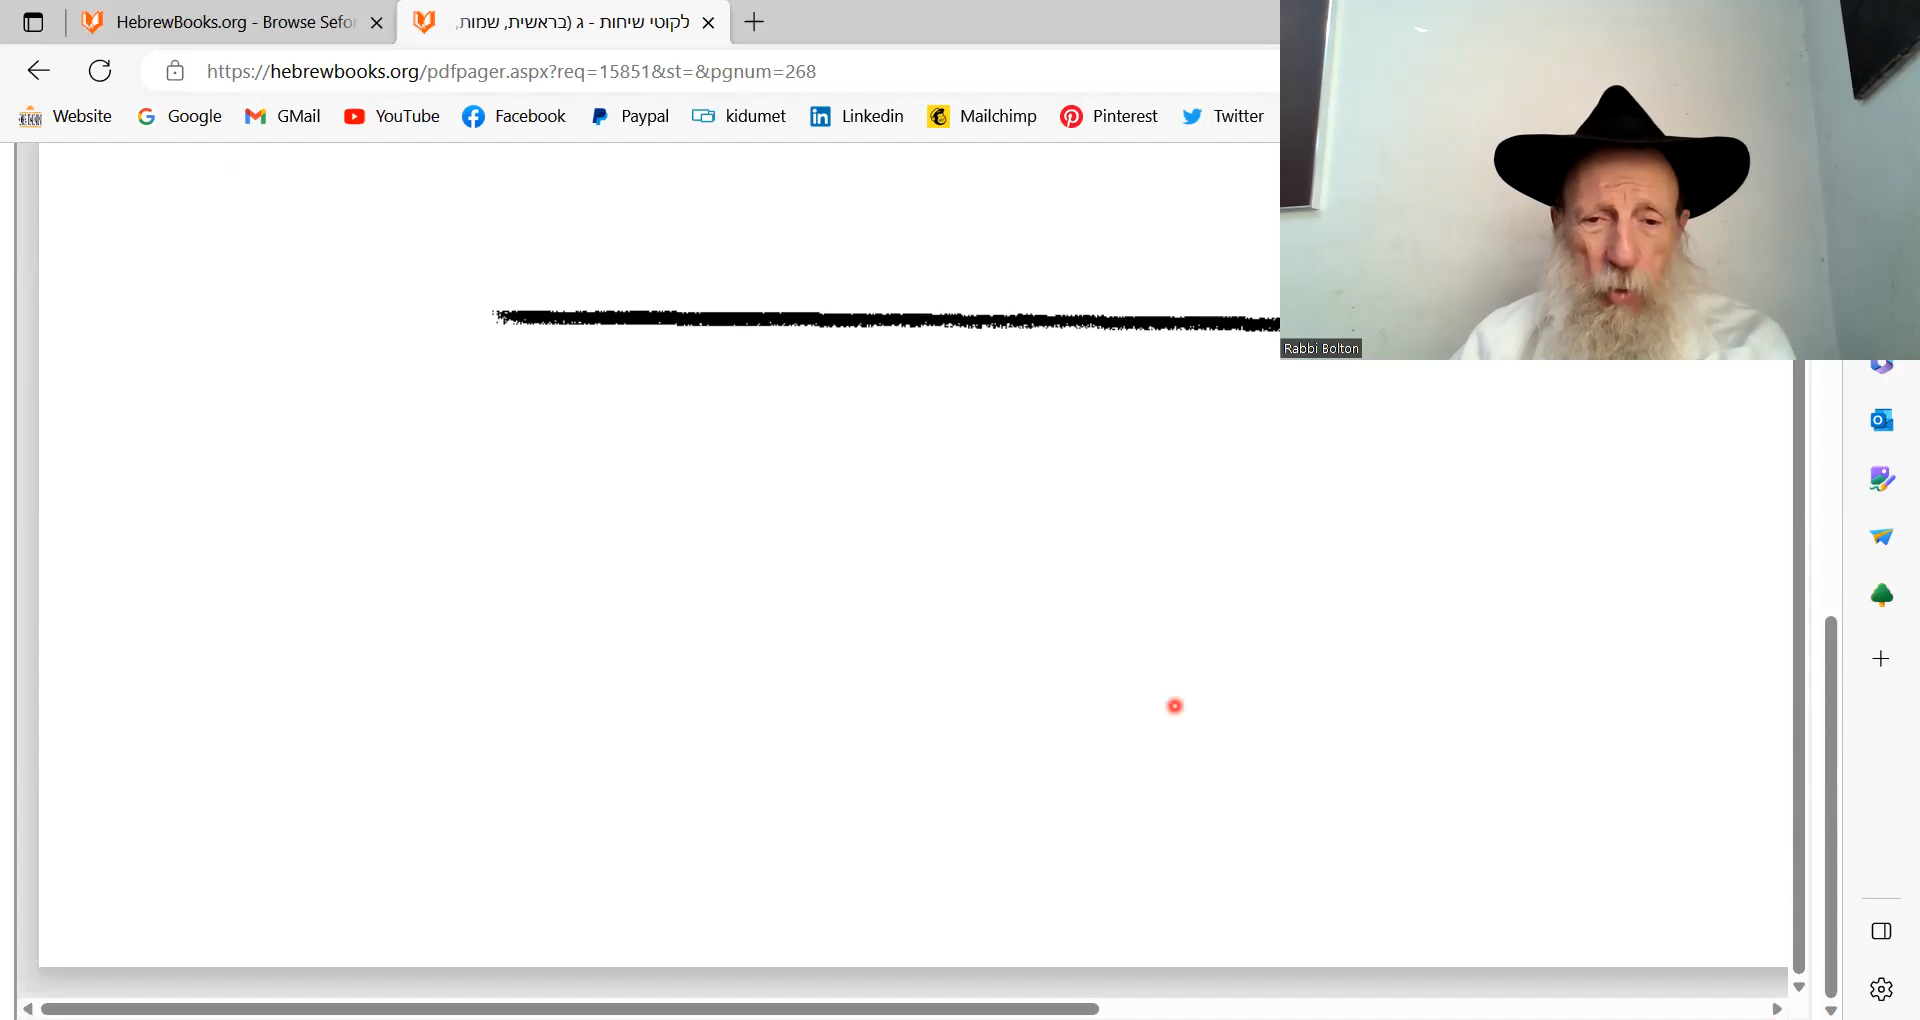 HebrewBooks.org - Browse Sefor
לקוטי שיחות - ג (בראשית, שמות,
https://hebrewbooks.org/pdfpager.aspx?req=15851&st=&pgnum=268
Website Google GMail YouTube Facebook Paypal kidumet Linkedin Mailchimp Pinterest Twitter
Rabbi Bolton